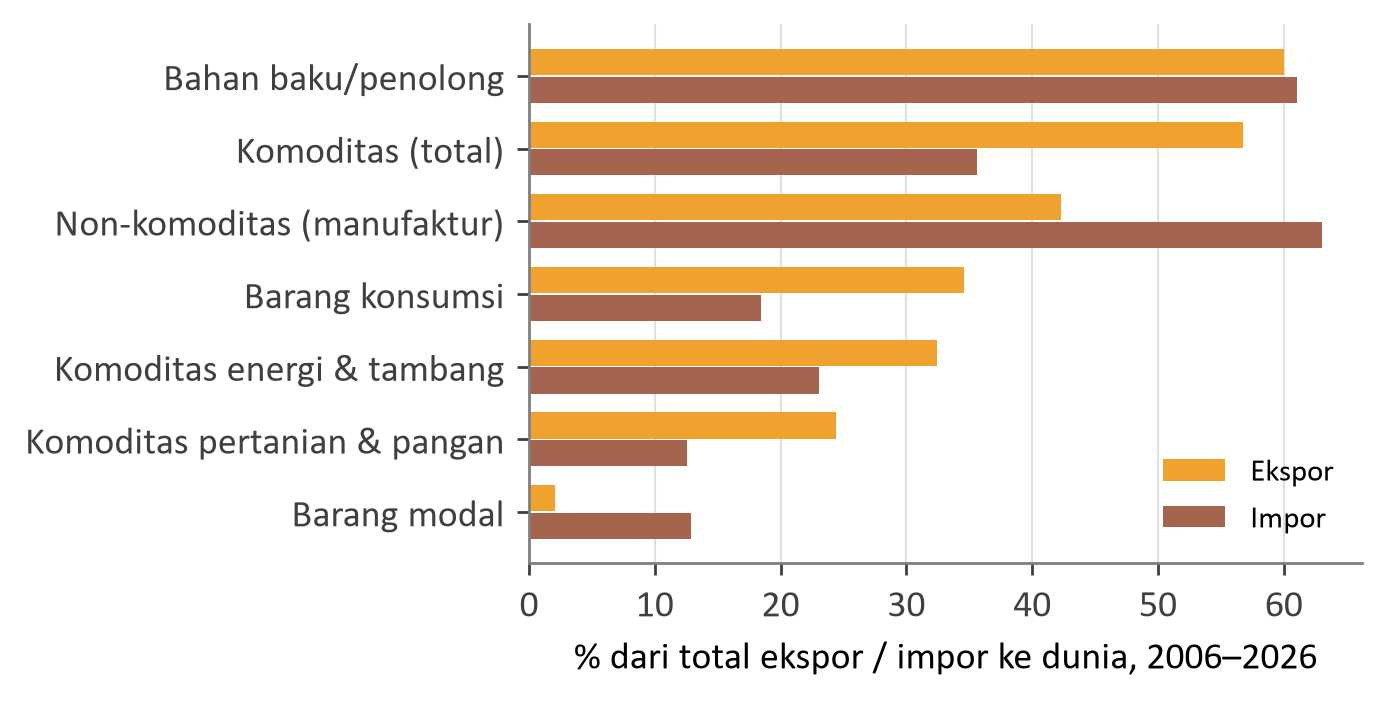 Bahan baku/penolong
Komoditas (total)
Non-komoditas (manufaktur)
Barang konsumsi
Komoditas energi & tambang
Komoditas pertanian & pangan
Barang modal
Ekspor
Impor
0 10 20 30 40 50 60
% dari total ekspor / impor ke dunia, 2006–2026